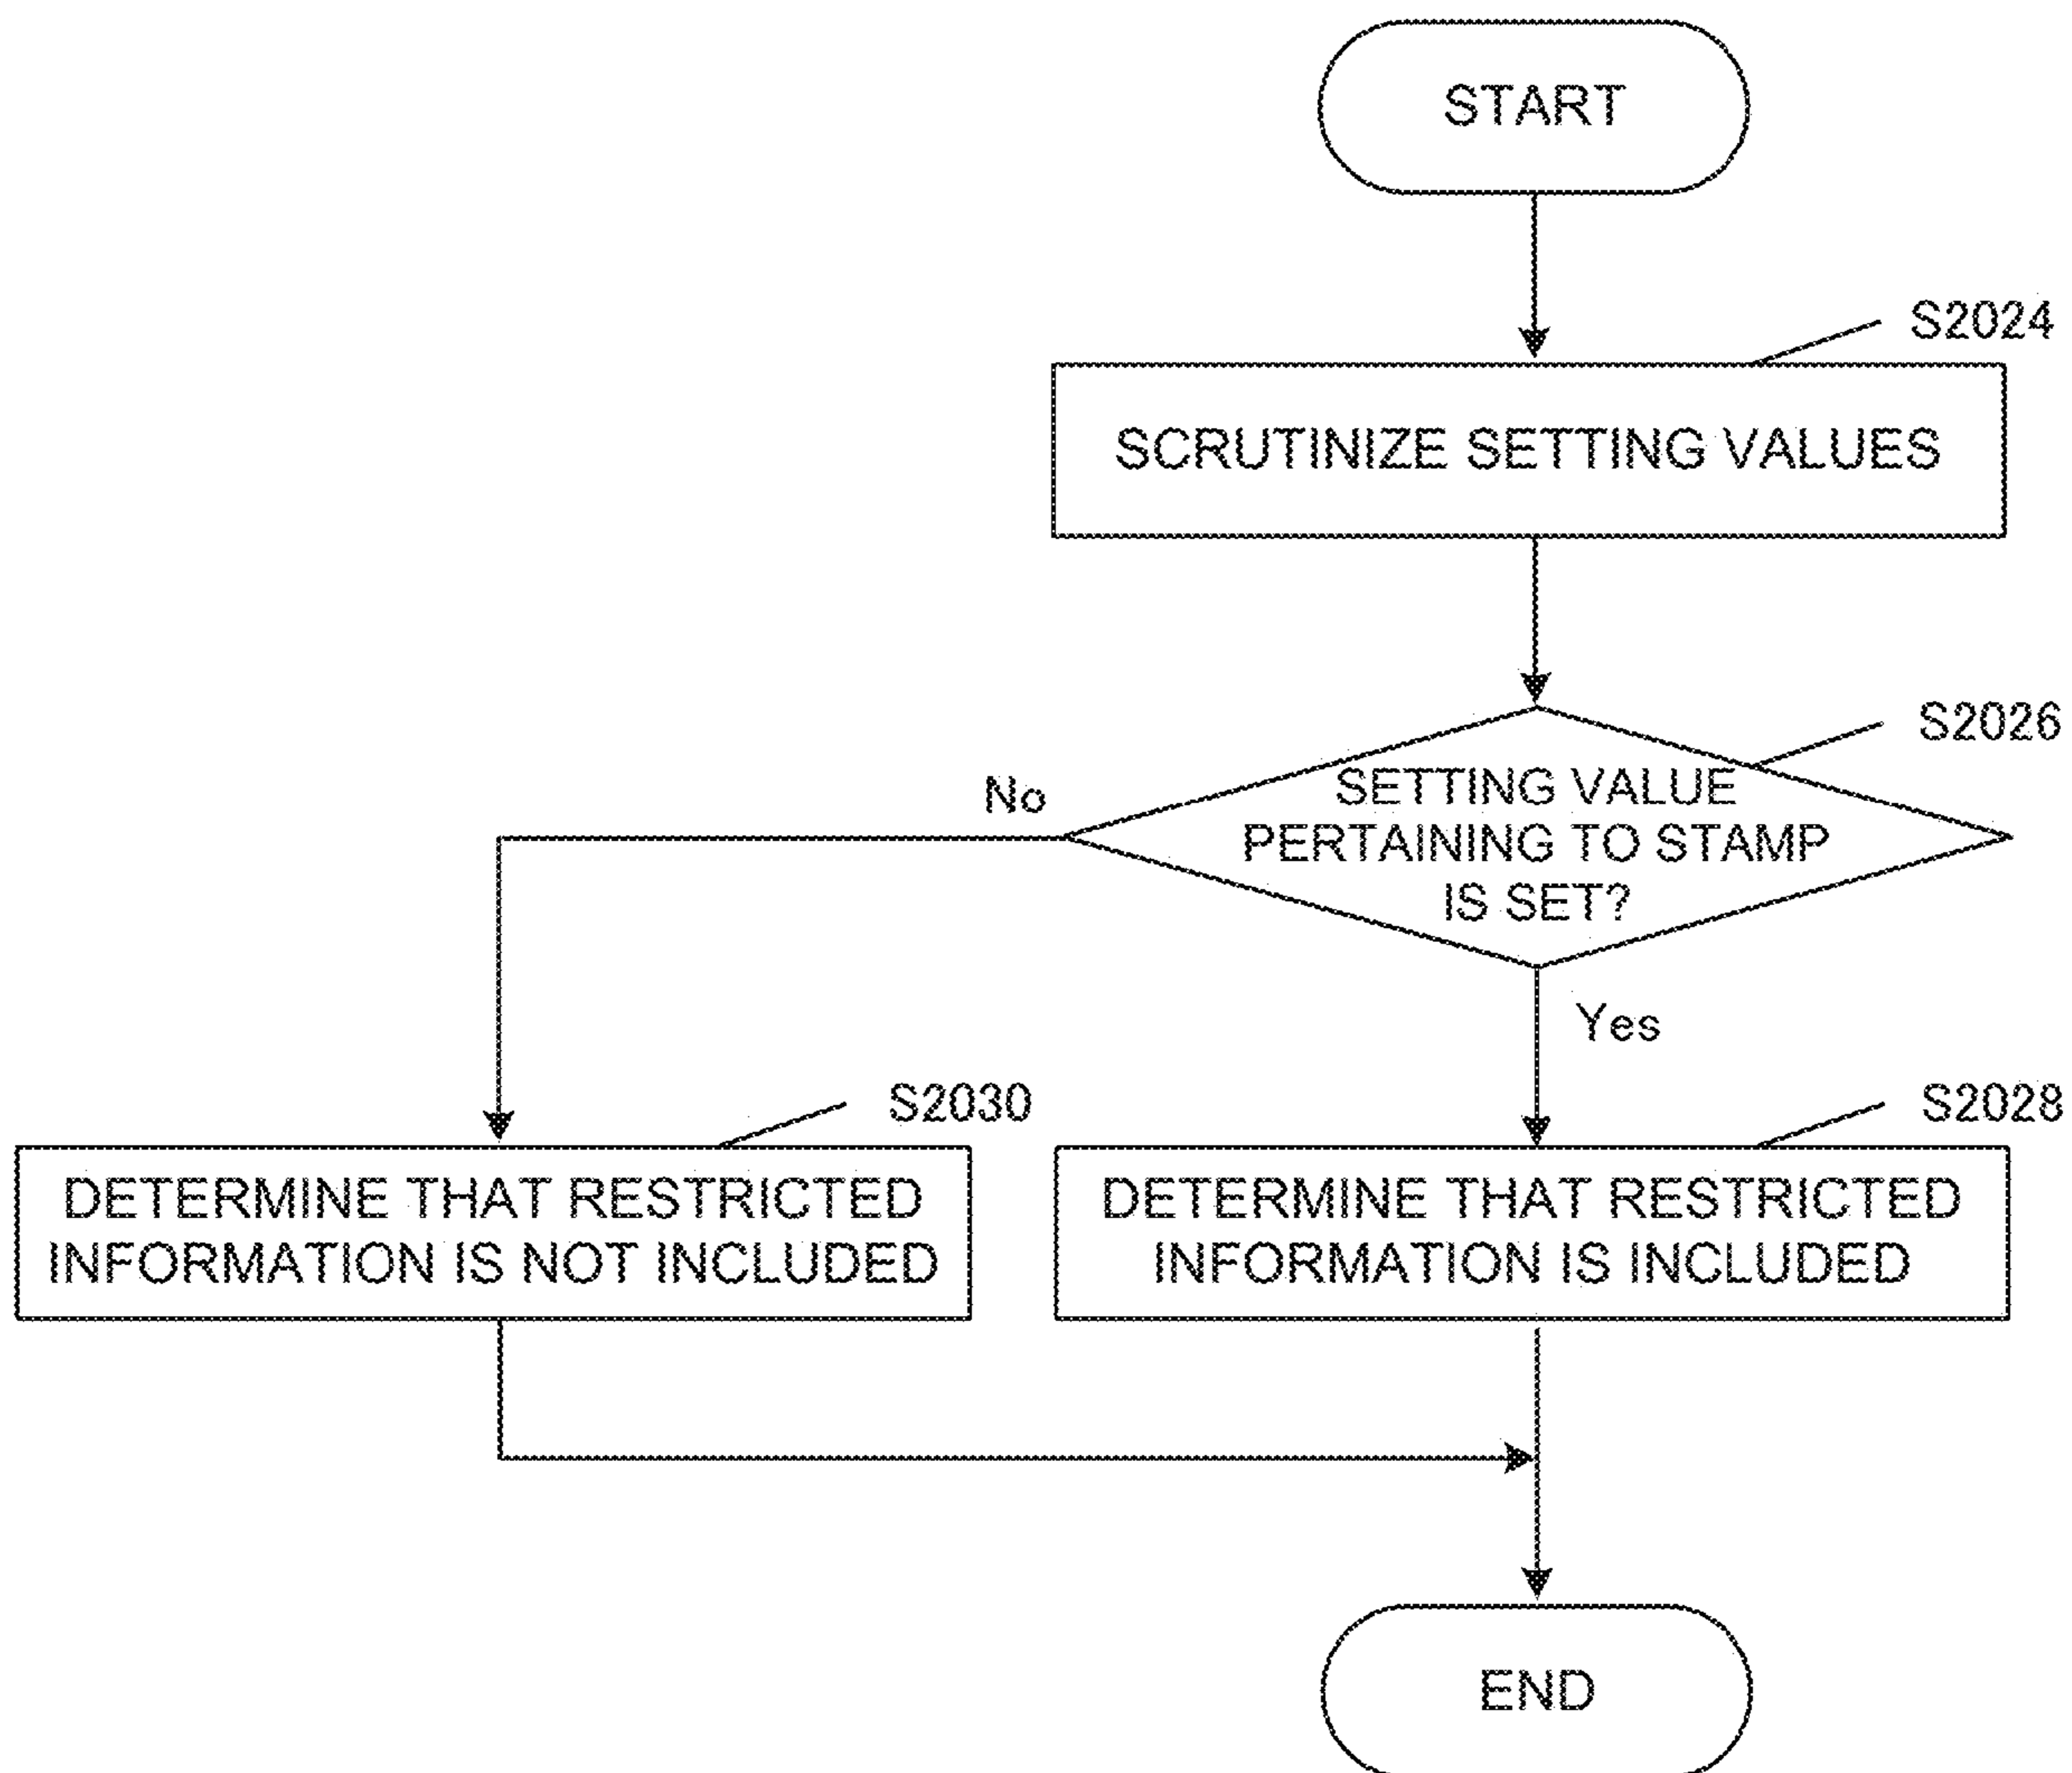 START
S2024
SCRUTINIZE SETTING VALUES
S2026
SETTING VALUE
PERTAINING TO STAMP
IS SET?
No
Yes
S2030
S2028
DETERMINE THAT RESTRICTED
INFORMATION IS NOT INCLUDED
DETERMINE THAT RESTRICTED
INFORMATION IS INCLUDED
END